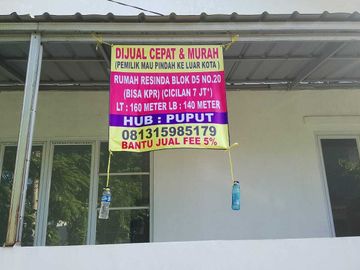 DIJUAL CEPAT & MURAH
(PEMILIK MAU PINDAH KE LUAR KOTA)
RUMAH RESINDA BLOK D5 NO.20
(BISA KPR) (CICILAN 7 JT*)
LT : 160 METER LB : 140 METER
HUB : PUPUT
081315985179
BANTU JUAL FEE 5%